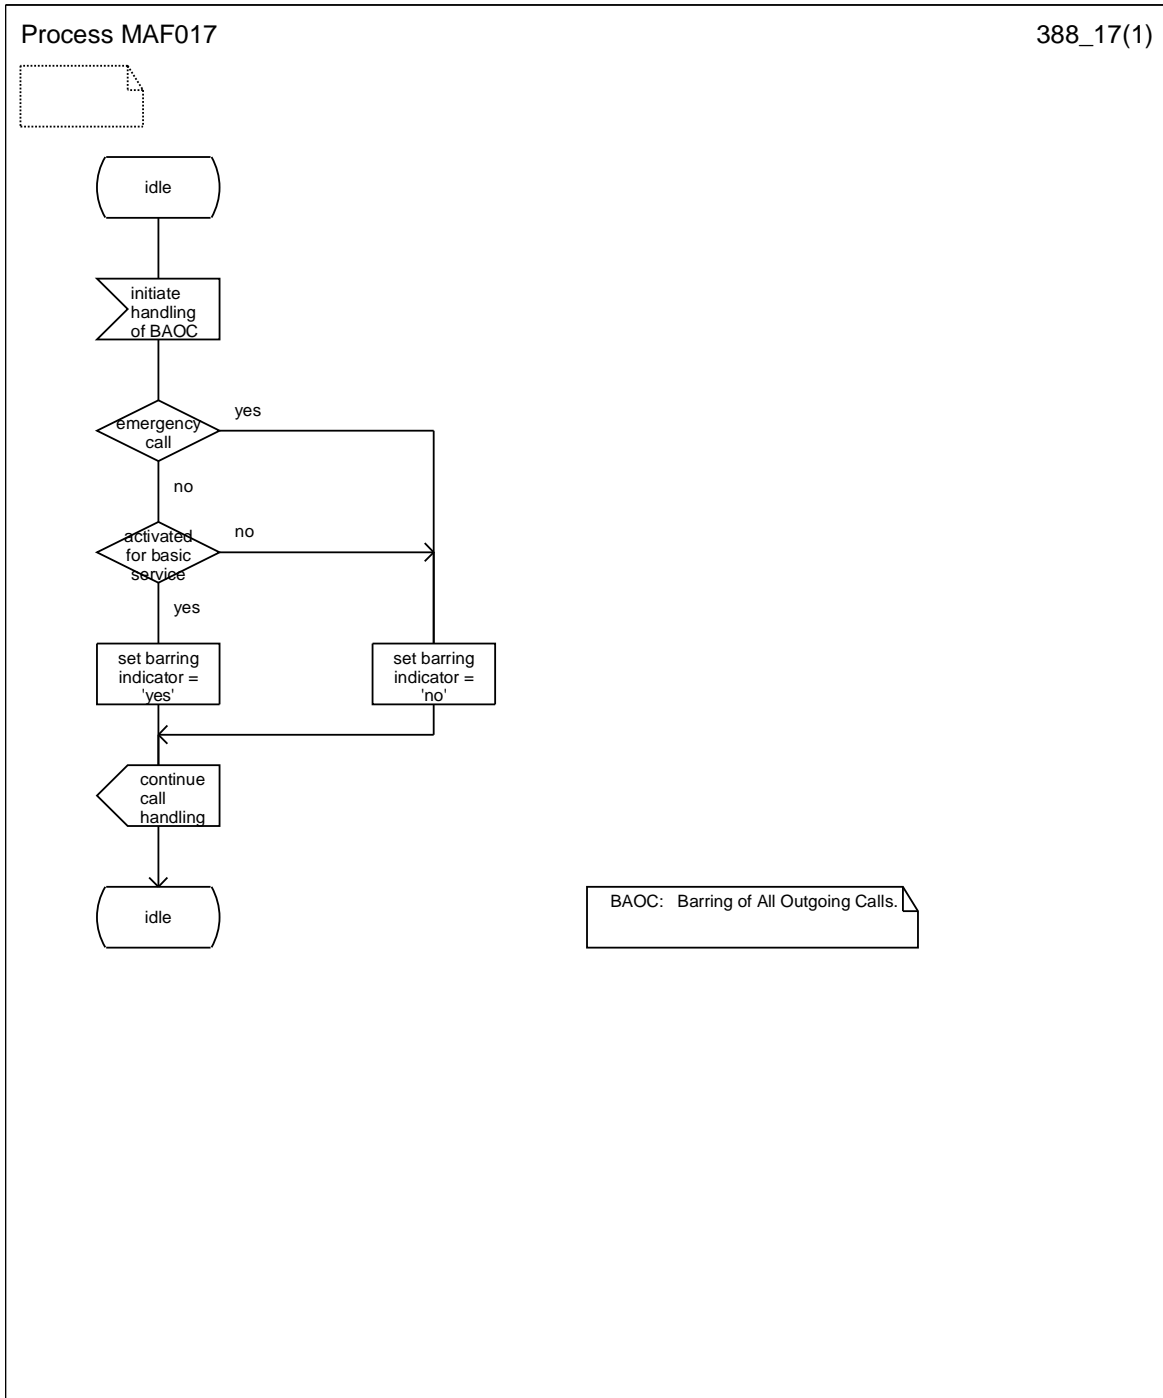 Process MAF017
388_17(1)
idle
initiate
handling
of BAOC
emergency
call
yes
no
activated
for basic
service
no
yes
set barring
indicator =
'yes'
set barring
indicator =
'no'
continue
call
handling
idle
BAOC: Barring of All Outgoing Calls.